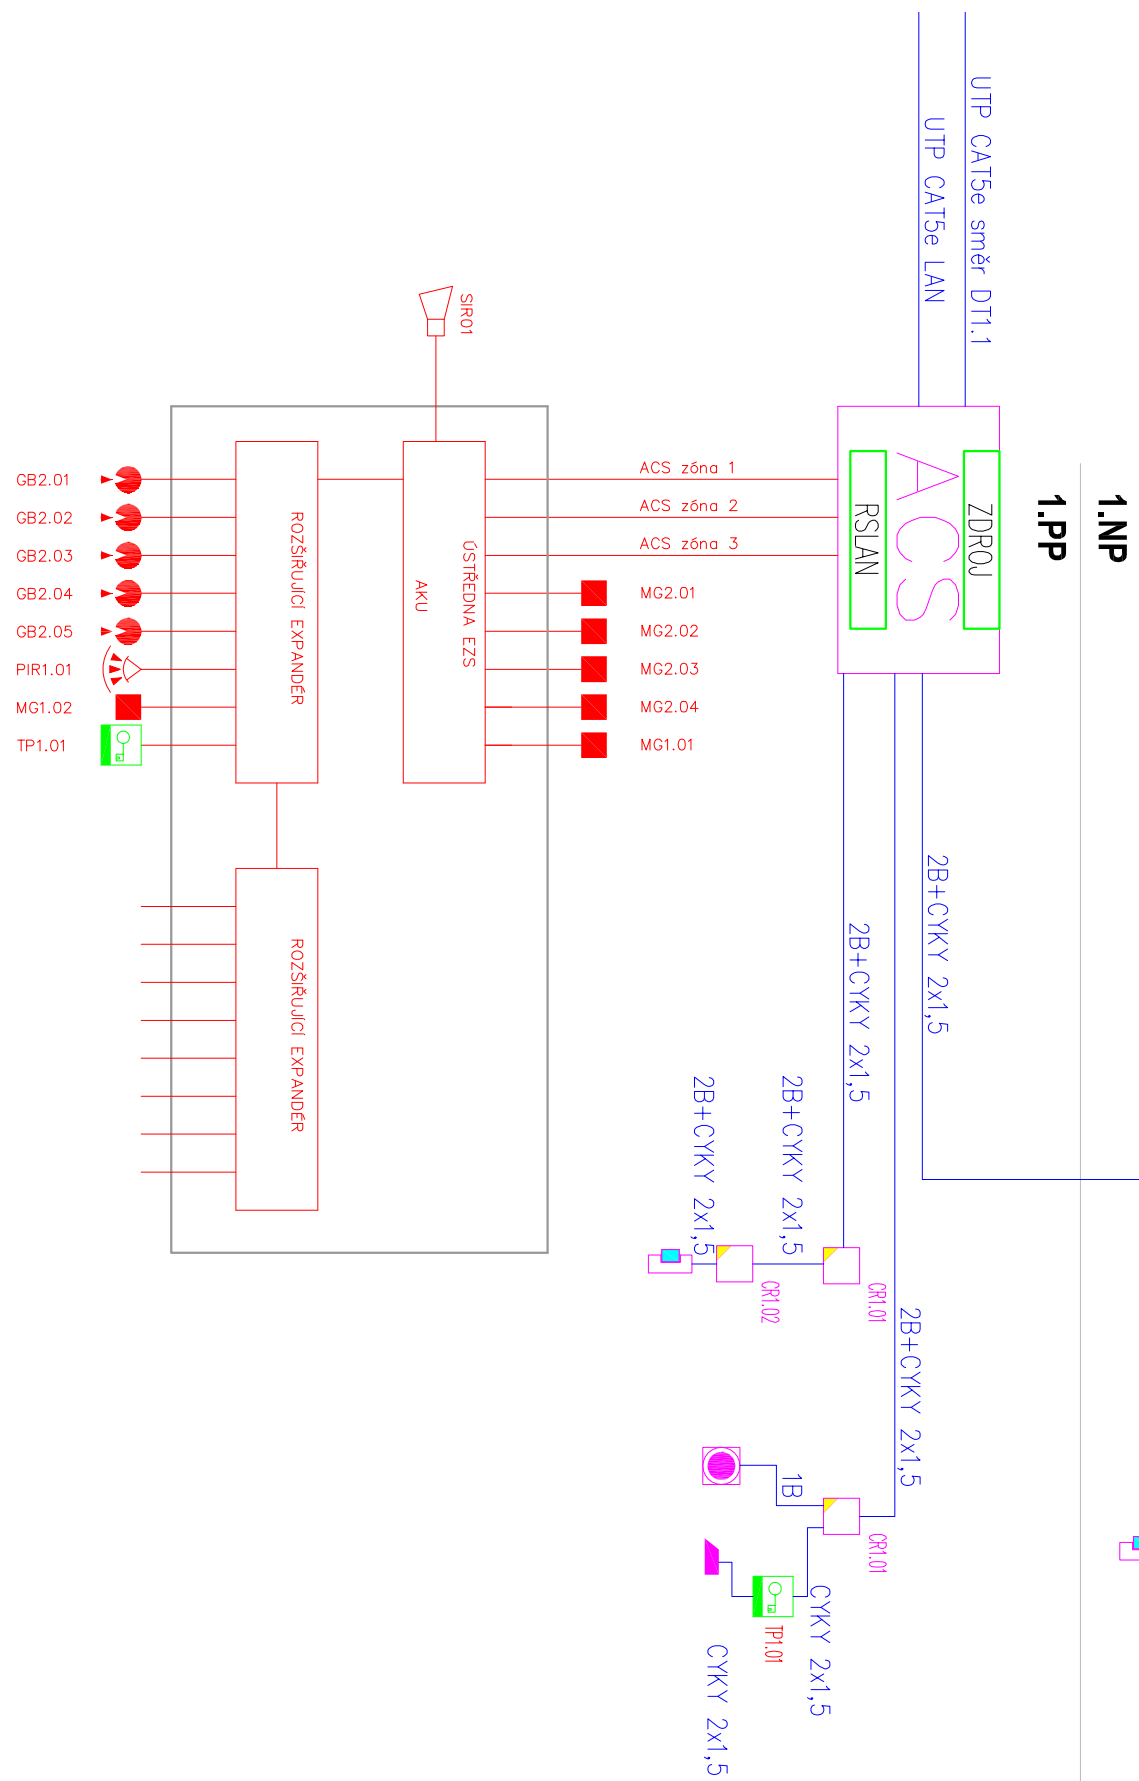 UTP CAT5e směr DT1.1
UTP CAT5e LAN
1.NP
1.PP
ZDROJ
ACS
RSLAN
SIR01
ACS zóna 1
ACS zóna 2
ACS zóna 3
MG2.01
MG2.02
MG2.03
MG2.04
MG1.01
ÚSTŘEDNA EZS
AKU
ROZŠIŘUJÍCÍ EXPANDÉR
GB2.01
GB2.02
GB2.03
GB2.04
GB2.05
PIR1.01
MG1.02
TP1.01
ROZŠIŘUJÍCÍ EXPANDÉR
2B+CYKY 2x1,5
2B+CYKY 2x1,5
2B+CYKY 2x1,5
2B+CYKY 2x1,5
2B+CYKY 2x1,5
CR1.01
CR1.02
1B
CR1.01
CYKY 2x1,5
TP1.01
CYKY 2x1,5